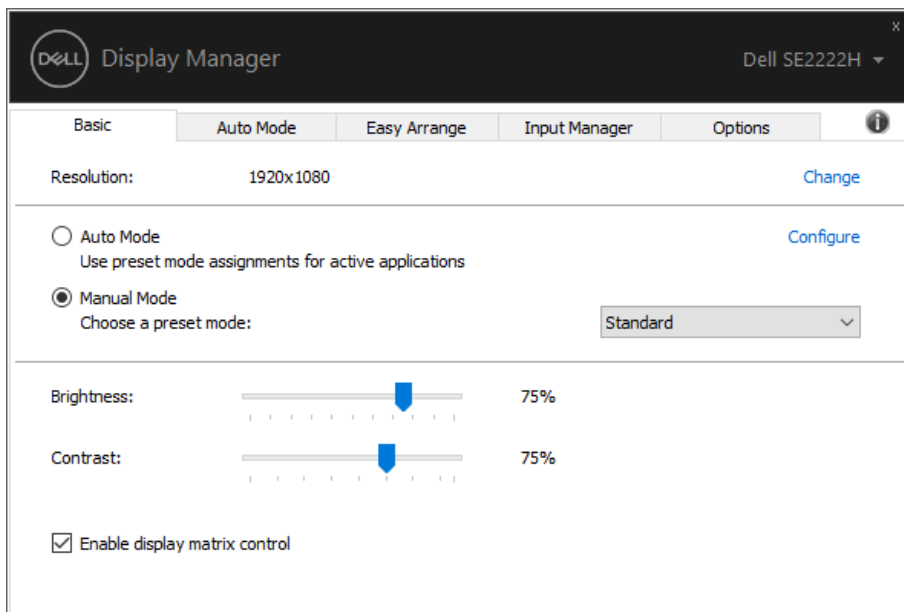 x
DELL Display Manager Dell SE2222H
Basic Auto Mode Easy Arrange Input Manager Options i
Resolution: 1920x1080 Change
Auto Mode Configure
Use preset mode assignments for active applications
Manual Mode
Choose a preset mode: Standard
Brightness: 75%
Contrast: 75%
Enable display matrix control